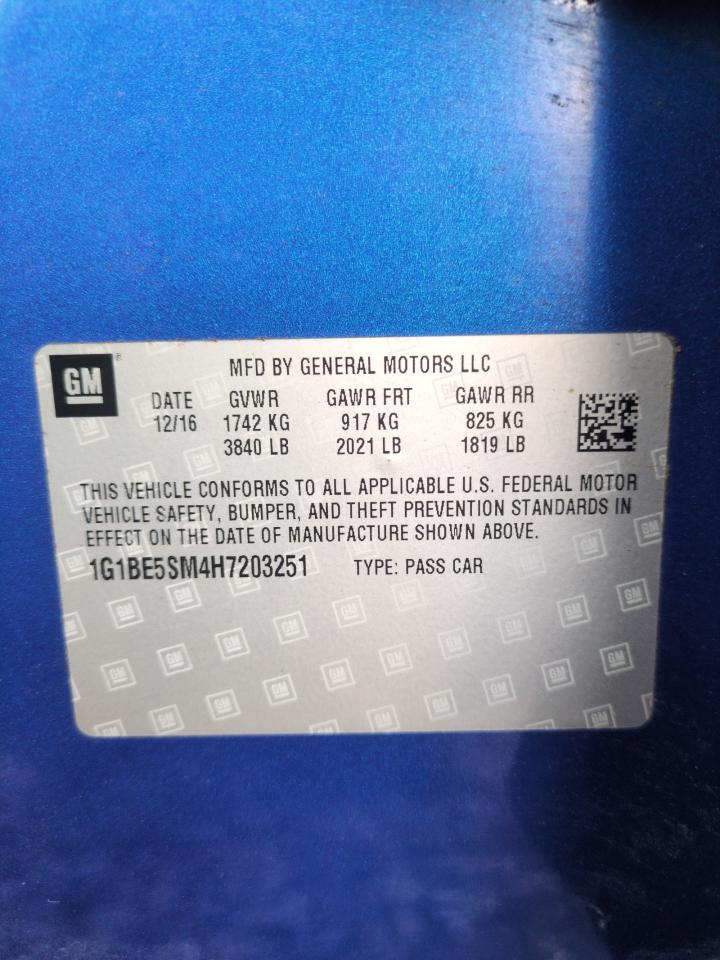 GM
MFD BY GENERAL MOTORS LLC
DATE GVWR GAWR FRT GAWR RR
12/16 1742 KG 917 KG 825 KG
3840 LB 2021 LB 1819 LB
THIS VEHICLE CONFORMS TO ALL APPLICABLE U.S. FEDERAL MOTOR
VEHICLE SAFETY, BUMPER, AND THEFT PREVENTION STANDARDS IN
EFFECT ON THE DATE OF MANUFACTURE SHOWN ABOVE.
1G1BE5SM4H7203251 TYPE: PASS CAR